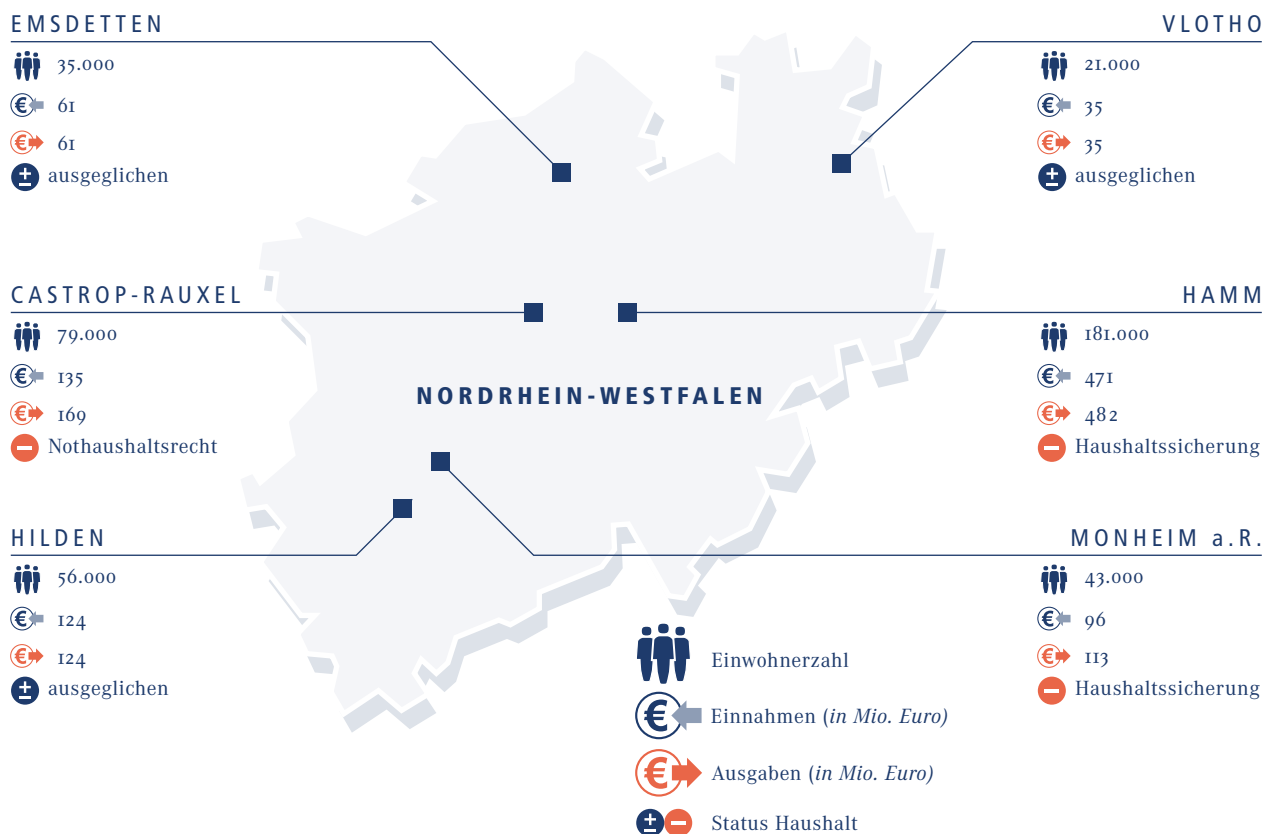 EMSDETTEN
35.000
61
61
ausgeglichen
VLOTHO
21.000
35
35
ausgeglichen
CASTROP-RAUXEL
79.000
135
169
Nothaushaltsrecht
HAMM
181.000
471
482
Haushaltssicherung
NORDRHEIN-WESTFALEN
HILDEN
56.000
124
124
ausgeglichen
MONHEIM a.R.
43.000
96
113
Haushaltssicherung
Einwohnerzahl
Einnahmen (in Mio. Euro)
Ausgaben (in Mio. Euro)
Status Haushalt